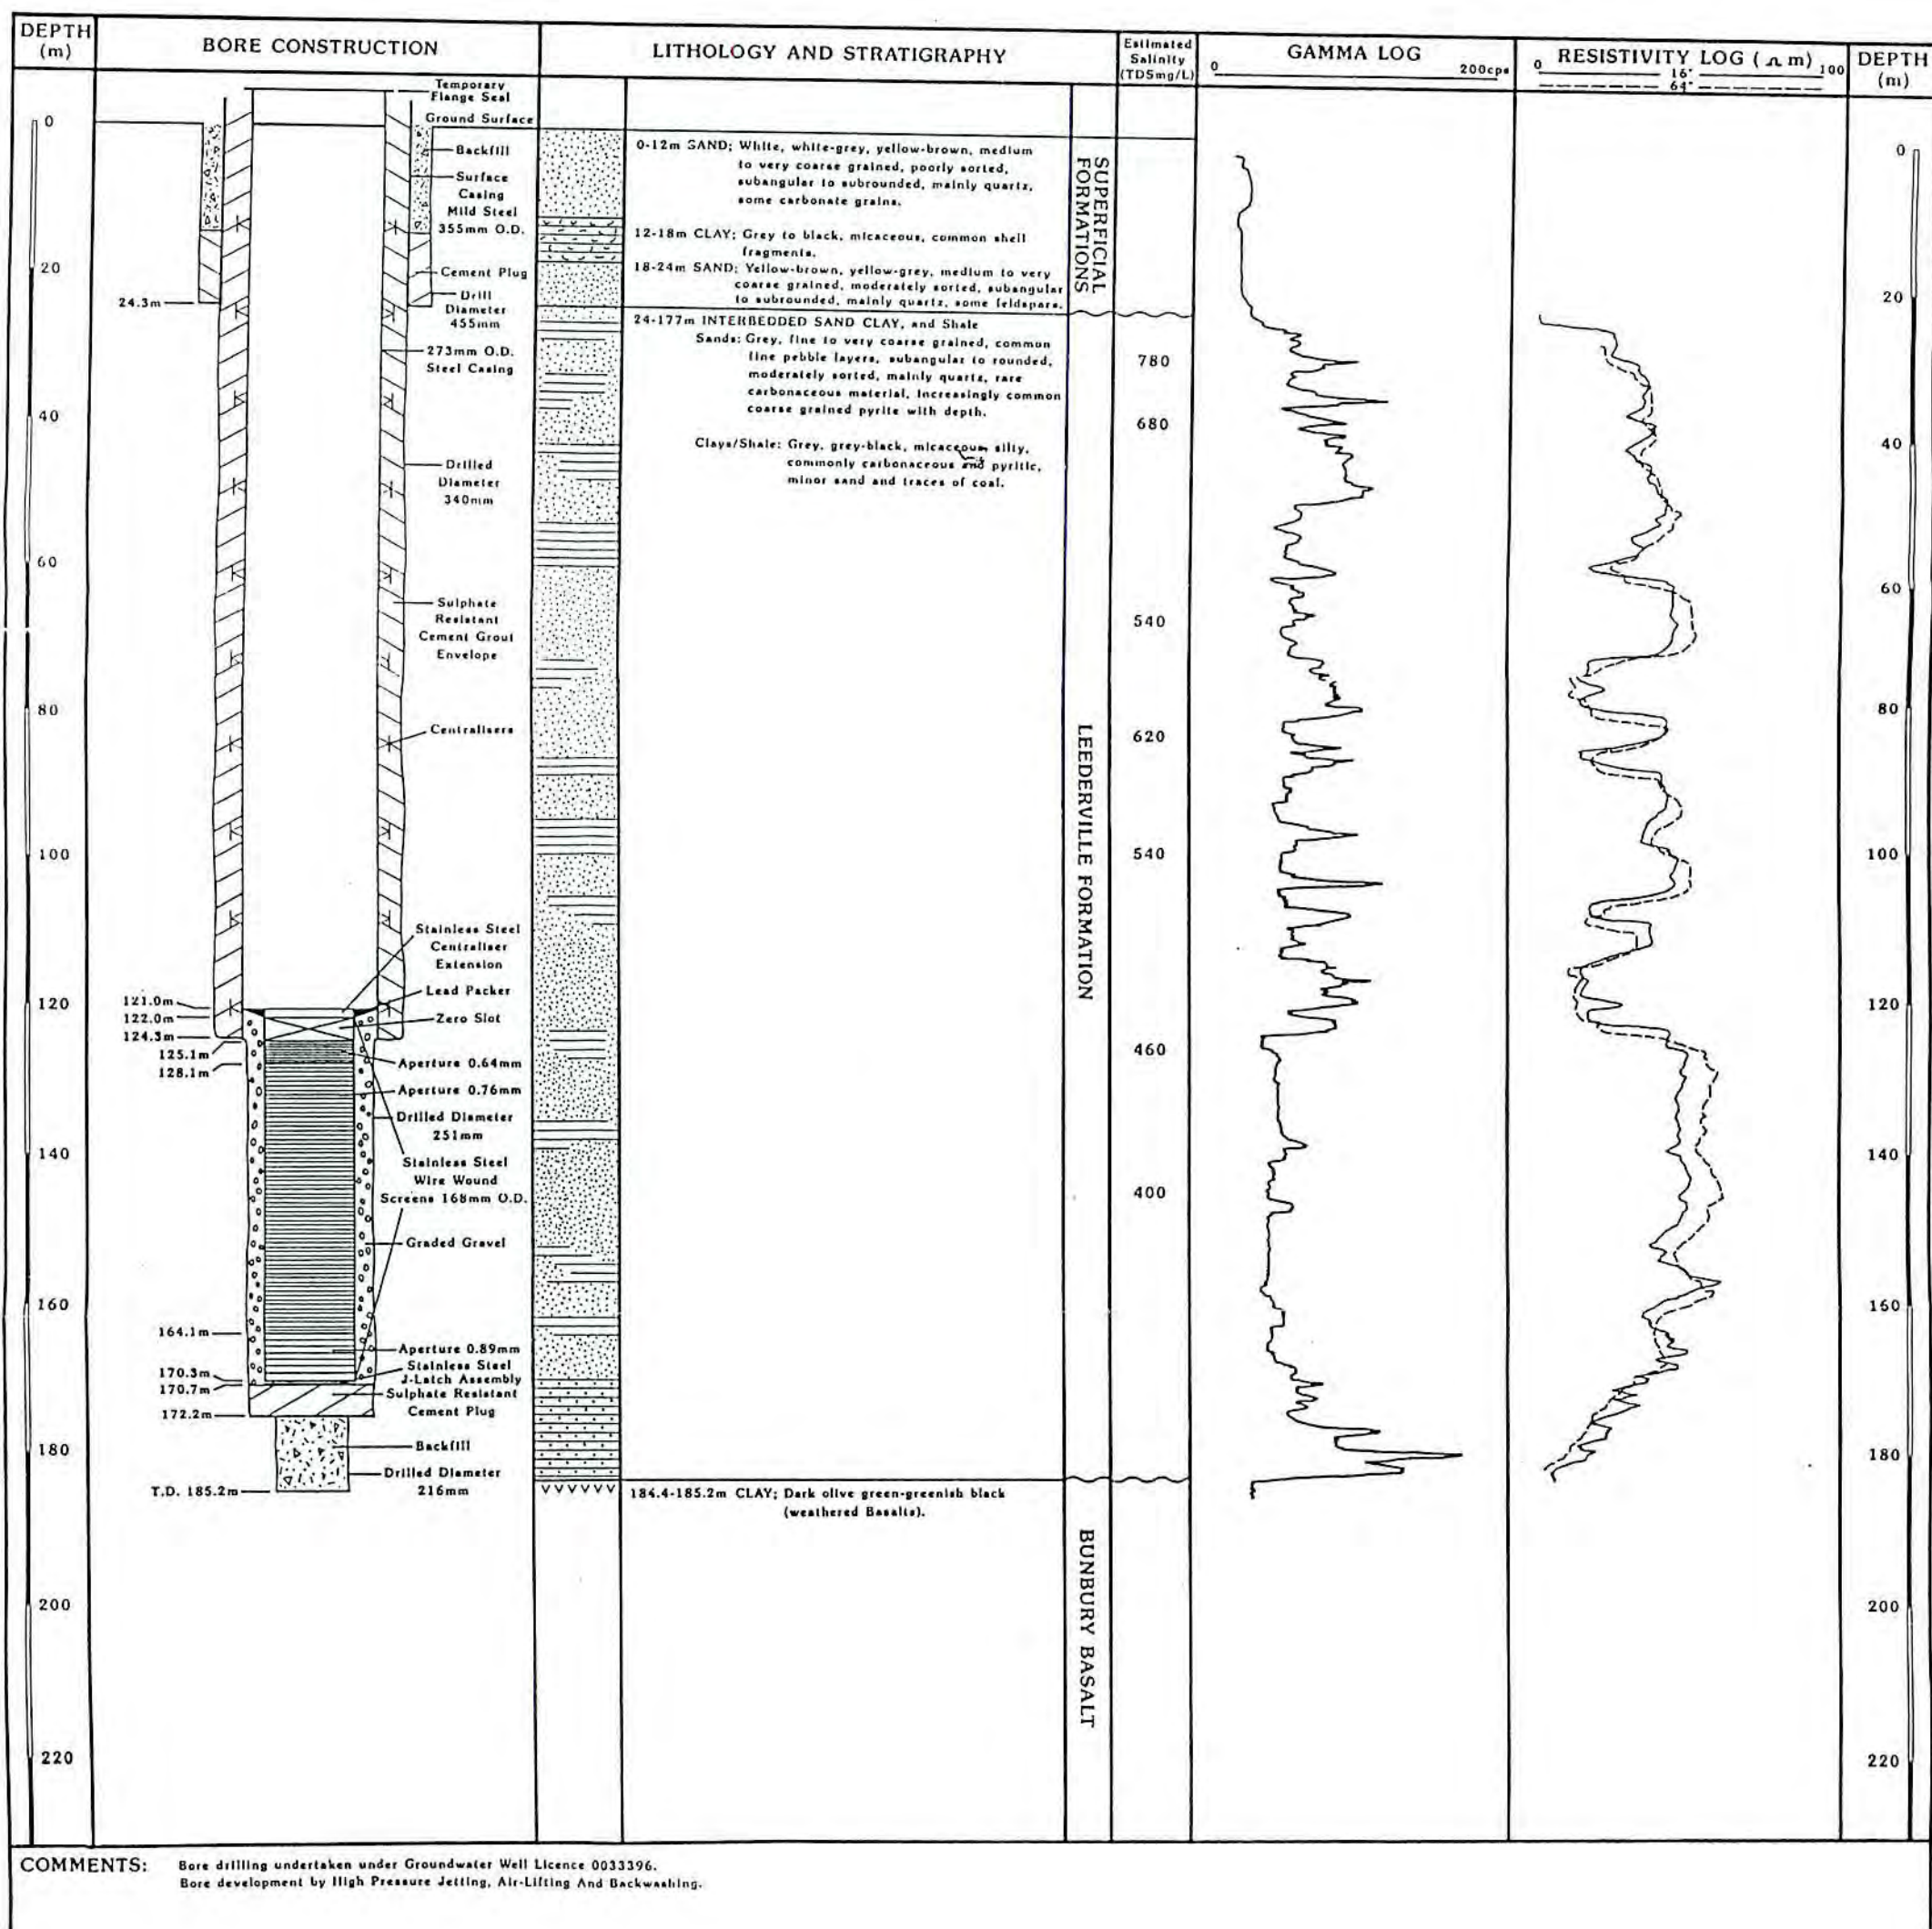 DEPTH
(m)
BORE CONSTRUCTION
LITHOLOGY AND STRATIGRAPHY
Estimated
Salinity
(TDSmg/L)
GAMMA LOG
0 200cps
RESISTIVITY LOG (Ω m)
0 16" 100
64"
DEPTH
(m)
0
20
40
60
80
100
120
140
160
180
200
220
Temporary
Flange Seal
Ground Surface
Backfill
Surface
Casing
Mild Steel
355mm O.D.
Cement Plug
24.3m
Drill
Diameter
455mm
273mm O.D.
Steel Casing
Drilled
Diameter
340mm
Sulphate
Resistant
Cement Grout
Envelope
Centralisers
Stainless Steel
Centraliser
Extension
Lead Packer
Zero Slot
121.0m
122.0m
124.3m
125.1m
128.1m
Aperture 0.64mm
Aperture 0.76mm
Drilled Diameter
251mm
Stainless Steel
Wire Wound
Screens 168mm O.D.
Graded Gravel
164.1m
170.3m
170.7m
172.2m
Aperture 0.89mm
Stainless Steel
J-Latch Assembly
Sulphate Resistant
Cement Plug
Backfill
Drilled Diameter
216mm
T.D. 185.2m
0-12m SAND; White, white-grey, yellow-brown, medium
to very coarse grained, poorly sorted,
subangular to subrounded, mainly quartz,
some carbonate grains.
12-18m CLAY; Grey to black, micaceous, common shell
fragments.
18-24m SAND; Yellow-brown, yellow-grey, medium to very
coarse grained, moderately sorted, subangular
to subrounded, mainly quartz, some feldspars.
24-177m INTERBEDDED SAND CLAY, and Shale
Sands: Grey, fine to very coarse grained, common
fine pebble layers, subangular to rounded,
moderately sorted, mainly quartz, rare
carbonaceous material. Increasingly common
coarse grained pyrite with depth.
Clays/Shale: Grey, grey-black, micaceous, silty,
commonly carbonaceous and pyritic,
minor sand and traces of coal.
VVVVVV
184.4-185.2m CLAY; Dark olive green-greenish black
(weathered Basalts).
SUPERFICIAL
FORMATIONS
LEEDERVILLE FORMATION
BUNBURY BASALT
780
680
540
620
540
460
400
0
20
40
60
80
100
120
140
160
180
200
220
COMMENTS: Bore drilling undertaken under Groundwater Well Licence 0033396.
Bore development by High Pressure Jetting, Air-Lifting And Backwashing.